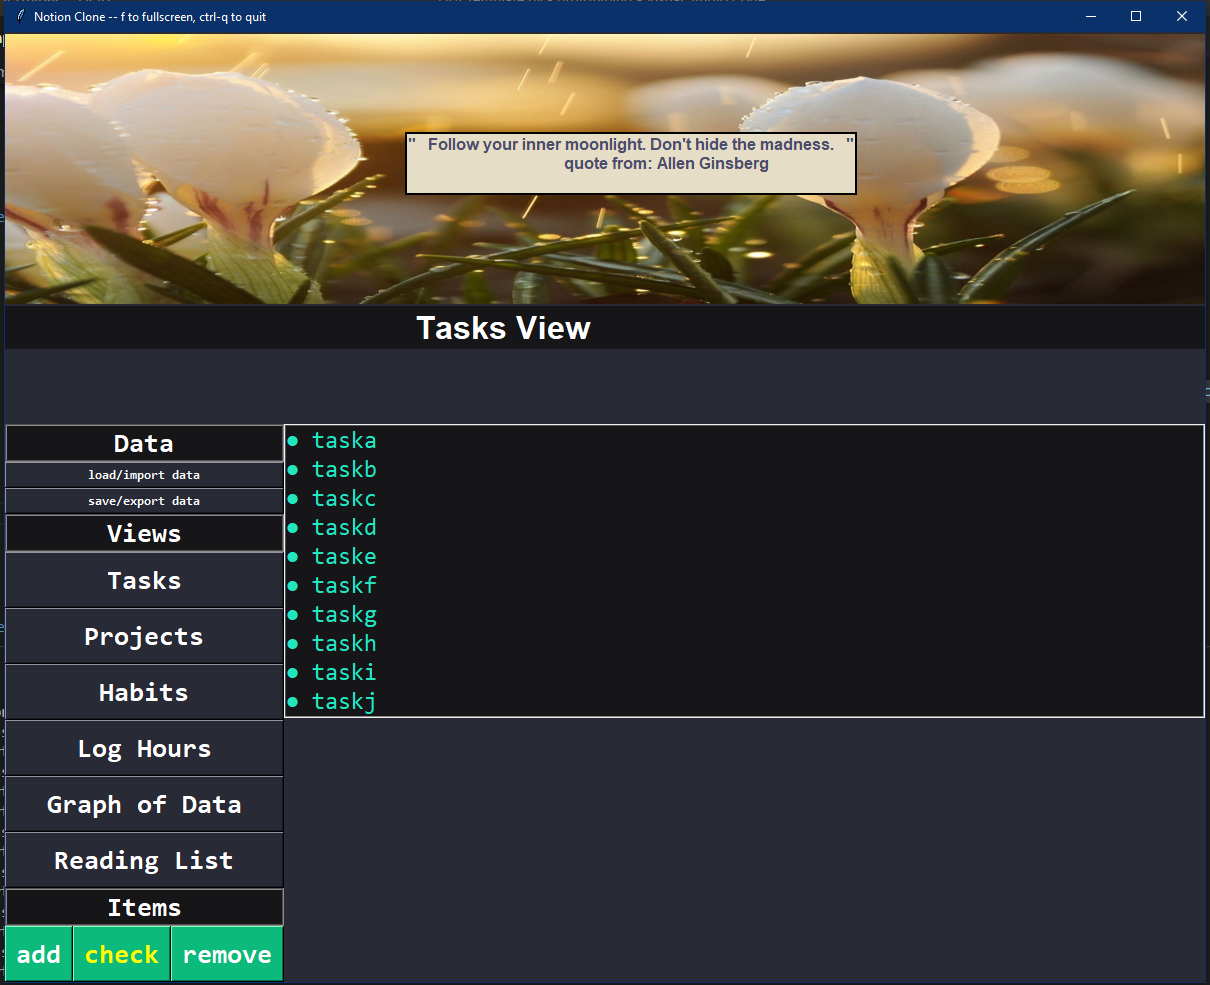 Notion Clone -- f to fullscreen, ctrl-q to quit
" Follow your inner moonlight. Don't hide the madness. "
quote from: Allen Ginsberg
Tasks View
Data
load/import data
save/export data
Views
Tasks
Projects
Habits
Log Hours
Graph of Data
Reading List
Items
add check remove
● taska
● taskb
● taskc
● taskd
● taske
● taskf
● taskg
● taskh
● taski
● taskj